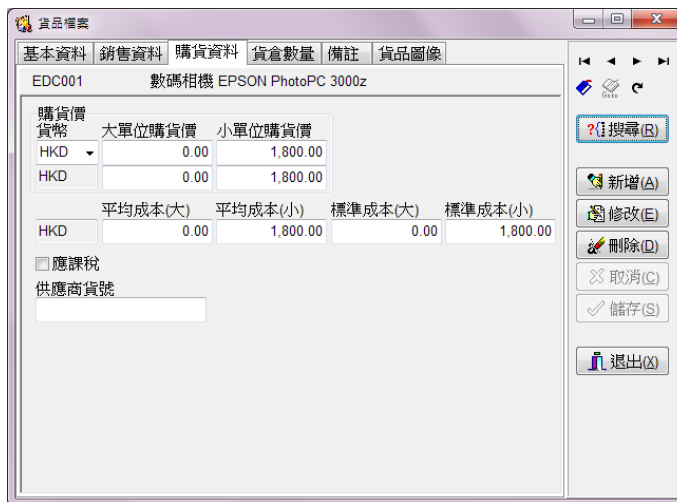 貨品檔案
基本資料 銷售資料 購貨資料 貨倉數量 備註 貨品圖像
EDC001 數碼相機 EPSON PhotoPC 3000z
購貨價
貨幣 大單位購貨價 小單位購貨價
HKD 0.00 1,800.00
HKD 0.00 1,800.00
平均成本(大) 平均成本(小) 標準成本(大) 標準成本(小)
HKD 0.00 1,800.00 0.00 1,800.00
應課稅
供應商貨號
Goto
搜尋(R)
新增(A)
修改(E)
刪除(D)
取消(C)
儲存(S)
退出(X)